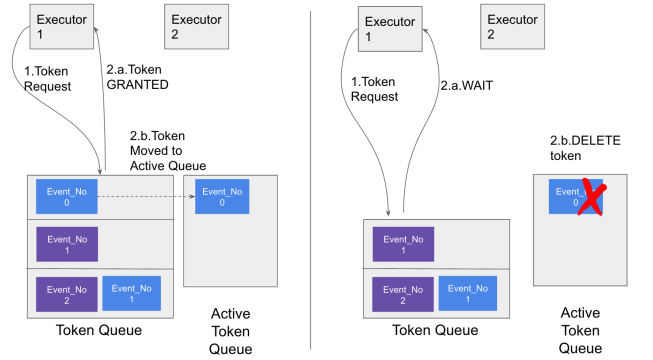 Executor
1
Executor
2
1.Token
Request
2.a.Token
GRANTED
2.b.Token
Moved to
Active Queue
Event_No
0
Event_No
0
Event_No
1
Event_No
2
Event_No
1
Token Queue
Active
Token
Queue
Executor
1
Executor
2
1.Token
Request
2.a.WAIT
2.b.DELETE
token
Event_
0
Event_No
1
Event_No
2
Event_No
1
Token Queue
Active
Token
Queue